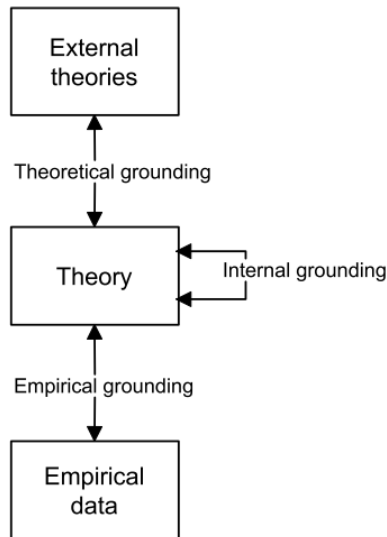 External
theories
Theoretical grounding
Theory
Internal grounding
Empirical grounding
Empirical
data